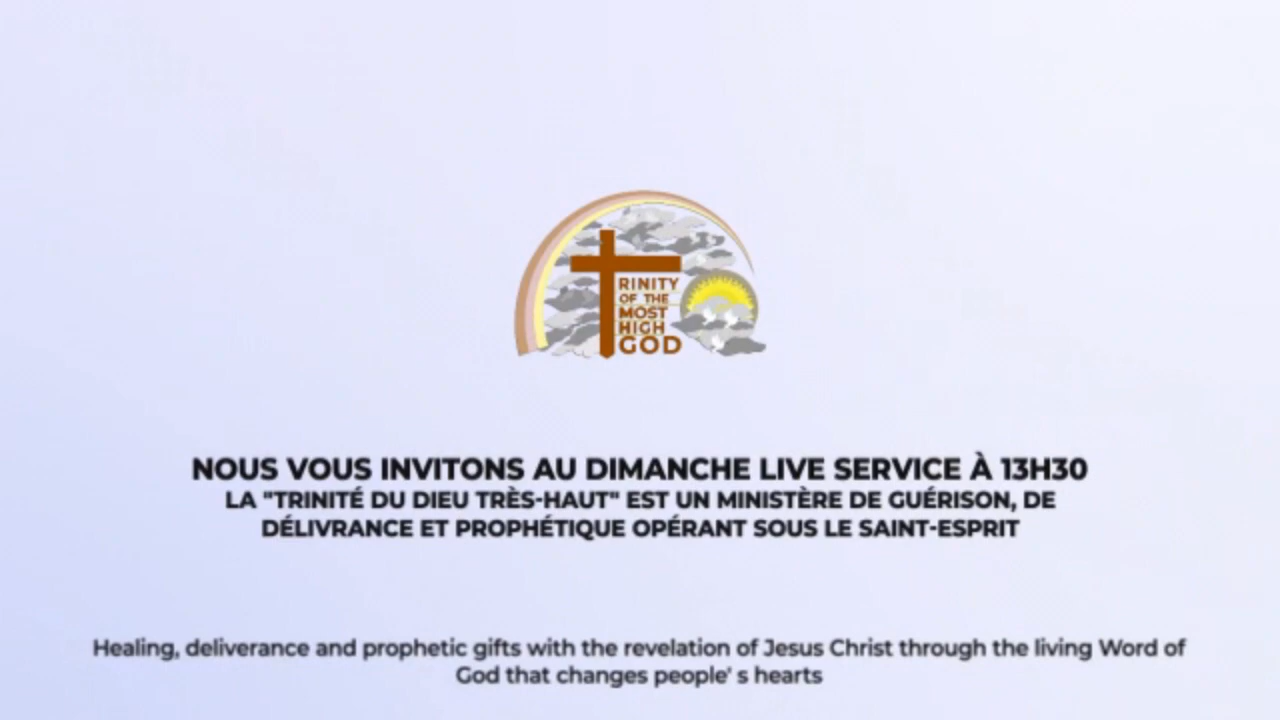 RINITY
OF THE
MOST
HIGH
GOD
NOUS VOUS INVITONS AU DIMANCHE LIVE SERVICE À 13H30
LA "TRINITÉ DU DIEU TRÈS-HAUT" EST UN MINISTÈRE DE GUÉRISON, DE
DÉLIVRANCE ET PROPHÉTIQUE OPÉRANT SOUS LE SAINT-ESPRIT
Healing, deliverance and prophetic gifts with the revelation of Jesus Christ through the living Word of
God that changes people' s hearts